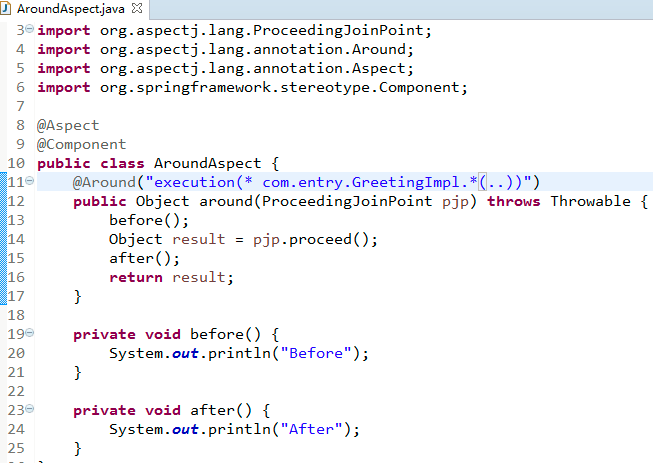 AroundAspect.java
3 import org.aspectj.lang.ProceedingJoinPoint;
4 import org.aspectj.lang.annotation.Around;
5 import org.aspectj.lang.annotation.Aspect;
6 import org.springframework.stereotype.Component;
7
8 @Aspect
9 @Component
10 public class AroundAspect {
11 @Around("execution(* com.entry.GreetingImpl.*(..))")
12 public Object around(ProceedingJoinPoint pjp) throws Throwable {
13 before();
14 Object result = pjp.proceed();
15 after();
16 return result;
17 }
18
19 private void before() {
20 System.out.println("Before");
21 }
22
23 private void after() {
24 System.out.println("After");
25 }